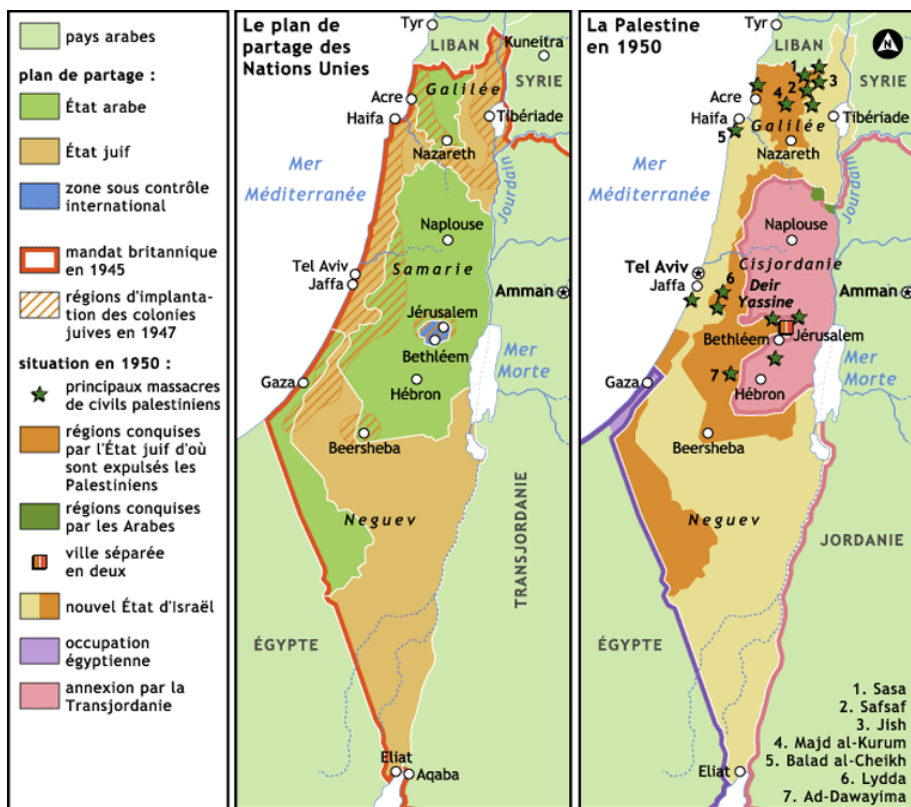 pays arabes
plan de partage :
État arabe
État juif
zone sous contrôle
international
mandat britannique
en 1945
régions d'implanta-
tion des colonies
juives en 1947
situation en 1950 :
principaux massacres
de civils palestiniens
régions conquises
par l'État juif d'où
sont expulsés les
Palestiniens
régions conquises
par les Arabes
ville séparée
en deux
nouvel État d'Israël
occupation
égyptienne
annexion par la
Transjordanie
Le plan de
partage des
Nations Unies
Tyr
LIBAN
Kuneitra
SYRIE
Galilée
Acre
Haifa
Tibériade
Nazareth
Mer
Méditerranée
Jourdain
Naplouse
Tel Aviv
Samarie
Jaffa
Amman
Jérusalem
Bethléem
Mer
Morte
Gaza
Hébron
Beersheba
Neguev
TRANSJORDANIE
ÉGYPTE
Eliat
Aqaba
La Palestine
en 1950
N
Tyr
LIBAN
SYRIE
1
2
3
4
Acre
Haifa
5
Galilée
Tibériade
Nazareth
Mer
Méditerranée
Jourdain
Naplouse
Tel Aviv
Cisjordanie
Jaffa
6
Deir
Yassine
Amman
Jérusalem
Bethléem
Mer
Morte
Gaza
7
Hébron
Beersheba
Neguev
JORDANIE
ÉGYPTE
Eliat
1. Sasa
2. Safsaf
3. Jish
4. Majd al-Kurum
5. Balad al-Cheikh
6. Lydda
7. Ad-Dawayima